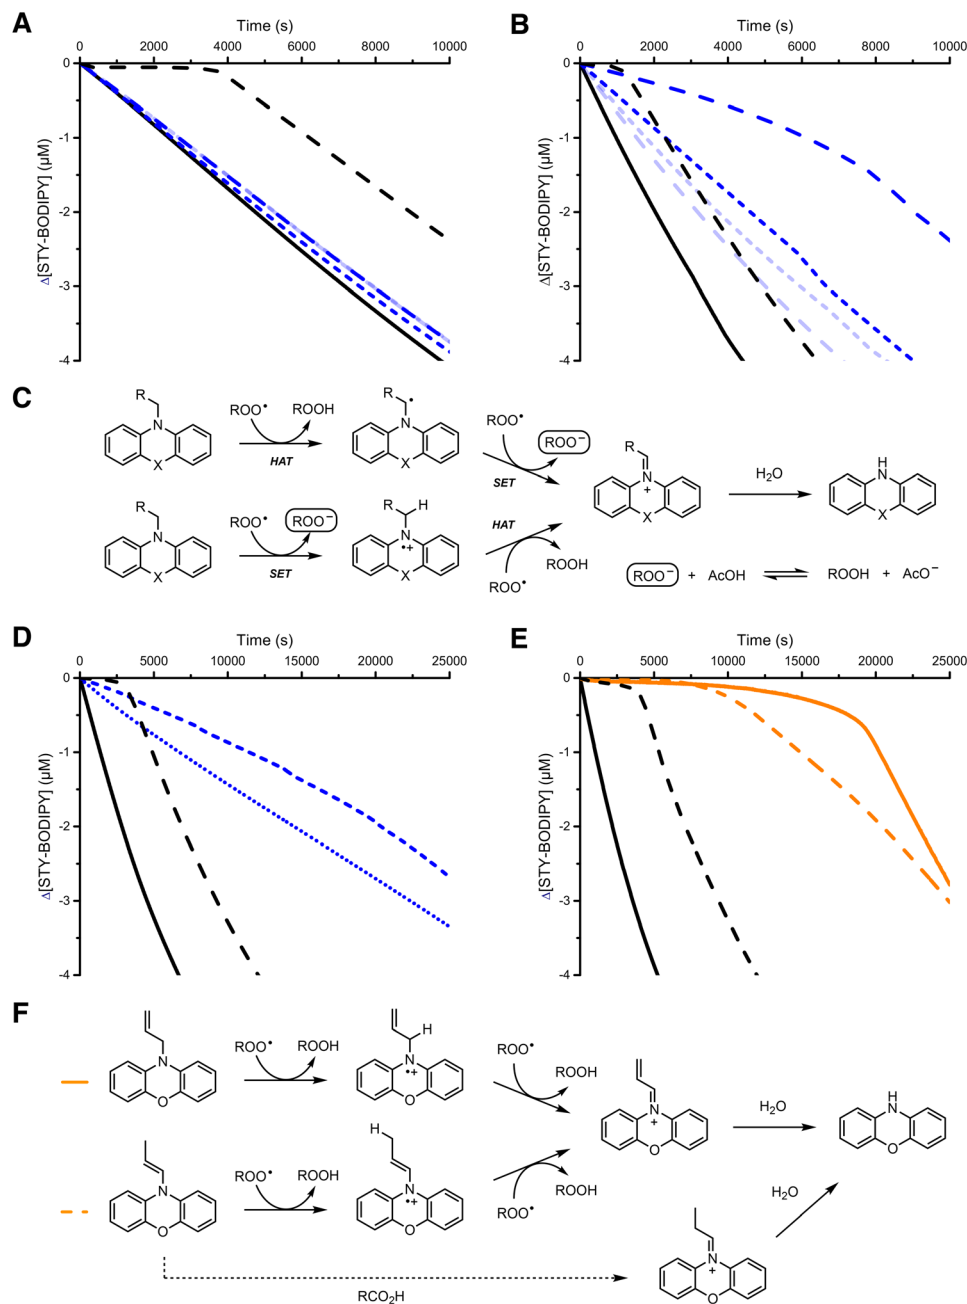 A
Time (s)
0 2000 4000 6000 8000 10000
0
-1
-2
-3
-4
Δ[STY-BODIPY] (µM)
B
Time (s)
0 2000 4000 6000 8000 10000
0
-1
-2
-3
-4
Δ[STY-BODIPY] (µM)
C
R
N
X
ROO• ROOH
HAT
R •
N
X
ROO•
ROO−
SET
R
N
+
X
H2O
H
N
X
R
N
X
ROO• ROO−
SET
R H
N
•+
X
HAT
ROO•
ROOH
ROO− + AcOH ⇌ ROOH + AcO−
D
Time (s)
0 5000 10000 15000 20000 25000
0
-1
-2
-3
-4
Δ[STY-BODIPY] (µM)
E
Time (s)
0 5000 10000 15000 20000 25000
0
-1
-2
-3
-4
Δ[STY-BODIPY] (µM)
F
N
O
ROO• ROOH
H
N
•+
O
ROO•
ROOH
N
+
O
H2O
H
N
O
N
O
ROO• ROOH
H
N
•+
O
ROO•
ROOH
H2O
N
+
O
RCO2H